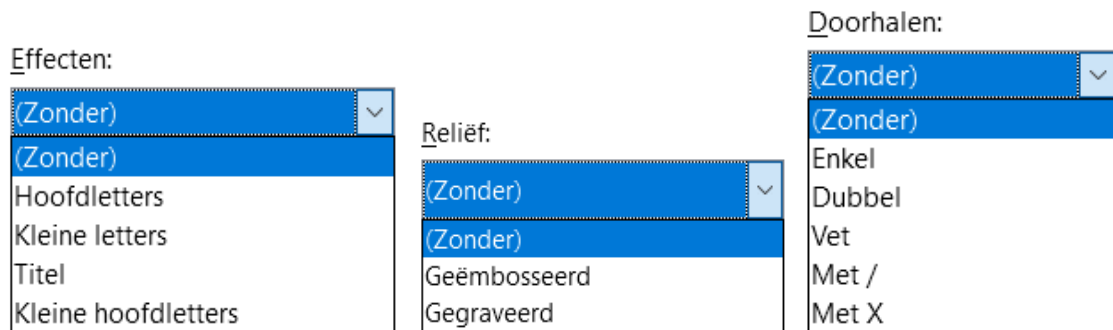 Effecten:
(Zonder)
(Zonder)
Hoofdletters
Kleine letters
Titel
Kleine hoofdletters
Reliëf:
(Zonder)
(Zonder)
Geëmbosseerd
Gegraveerd
Doorhalen:
(Zonder)
(Zonder)
Enkel
Dubbel
Vet
Met /
Met X